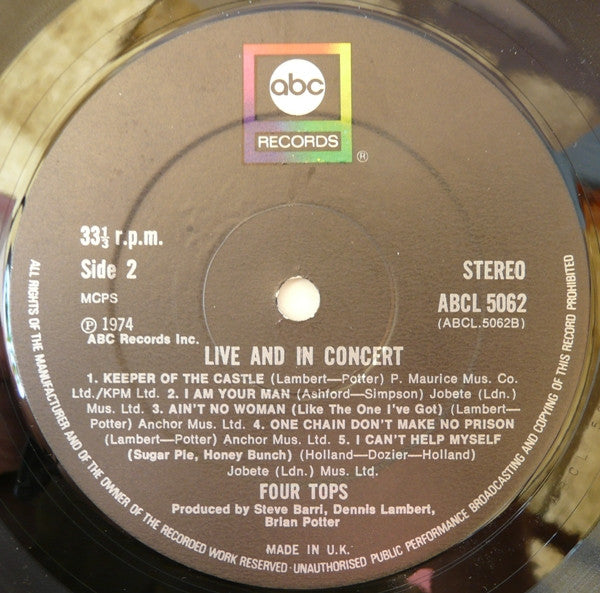 abc
RECORDS
®
33⅓ r.p.m.
Side 2
STEREO
MCPS
ABCL 5062
(ABCL.5062B)
℗ 1974
ABC Records Inc.
LIVE AND IN CONCERT
1. KEEPER OF THE CASTLE (Lambert—Potter) P. Maurice Mus. Co.
Ltd./KPM Ltd. 2. I AM YOUR MAN (Ashford—Simpson) Jobete (Ldn.)
Mus. Ltd. 3. AIN'T NO WOMAN (Like The One I've Got) (Lambert—
Potter) Anchor Mus. Ltd. 4. ONE CHAIN DON'T MAKE NO PRISON
(Lambert—Potter) Anchor Mus. Ltd. 5. I CAN'T HELP MYSELF
(Sugar Pie, Honey Bunch) (Holland—Dozier—Holland)
Jobete (Ldn.) Mus. Ltd.
FOUR TOPS
Produced by Steve Barri, Dennis Lambert,
Brian Potter
MADE IN U.K.
ALL RIGHTS OF THE MANUFACTURER AND OF THE OWNER OF THE RECORDED WORK RESERVED - UNAUTHORISED PUBLIC PERFORMANCE BROADCASTING AND COPYING OF THIS RECORD PROHIBITED